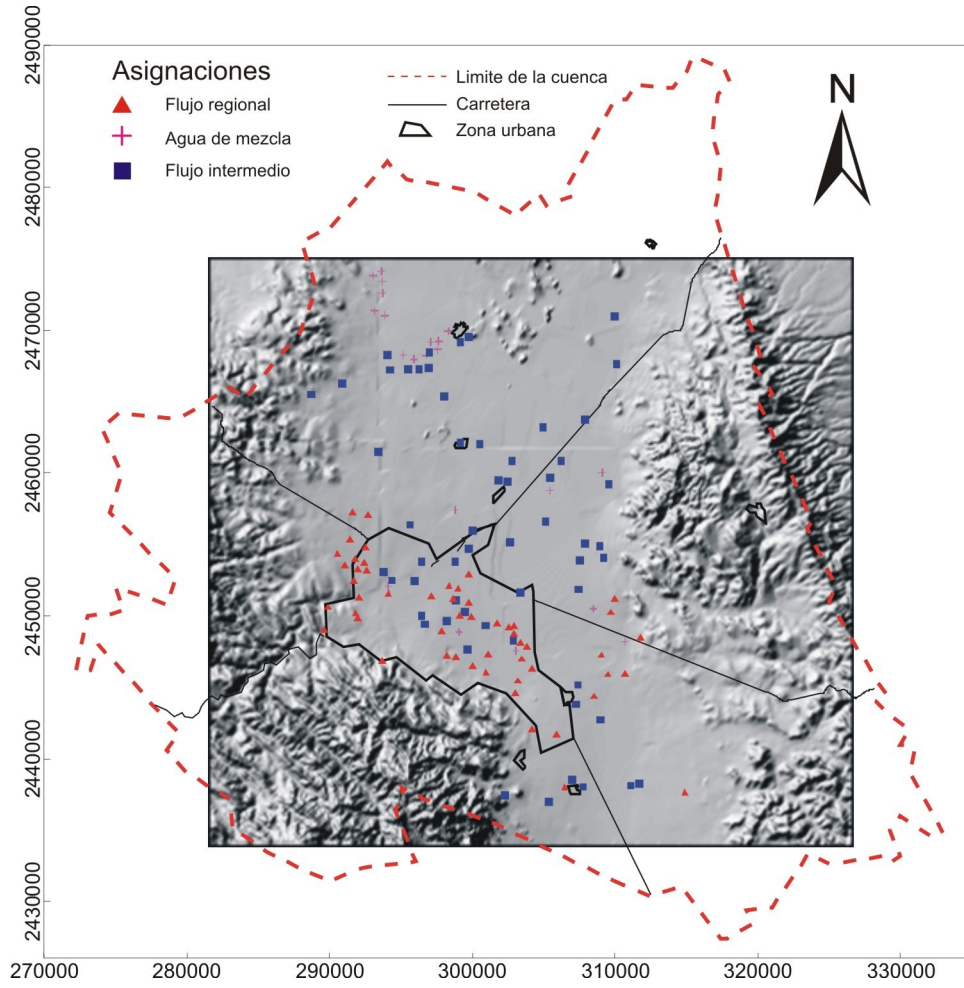 Asignaciones
Flujo regional
Agua de mezcla
Flujo intermedio
Limite de la cuenca
Carretera
Zona urbana
N
2490000
2480000
2470000
2460000
2450000
2440000
2430000
270000 280000 290000 300000 310000 320000 330000